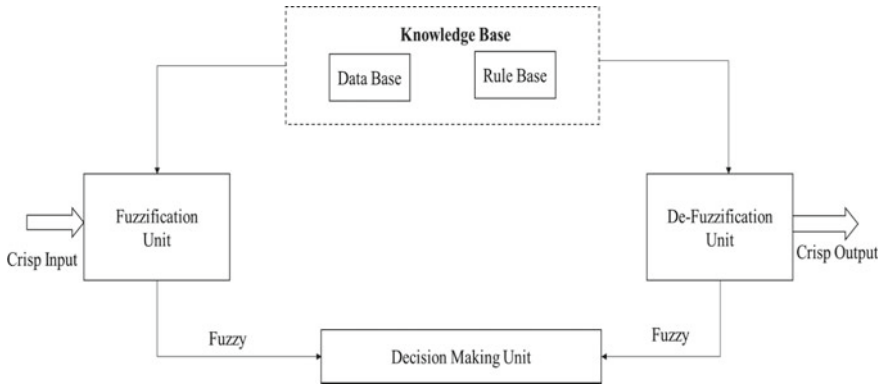 Knowledge Base
Data Base
Rule Base
Fuzzification
Unit
De-Fuzzification
Unit
Crisp Input
Crisp Output
Fuzzy
Fuzzy
Decision Making Unit